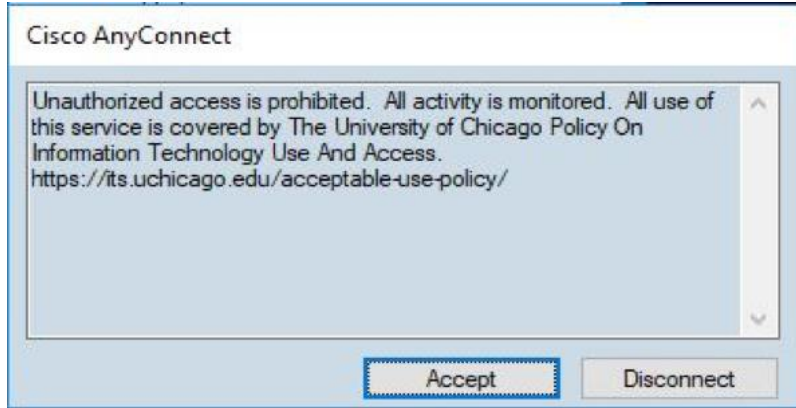 Cisco AnyConnect
Unauthorized access is prohibited.  All activity is monitored.  All use of
this service is covered by The University of Chicago Policy On
Information Technology Use And Access.
https://its.uchicago.edu/acceptable-use-policy/
Accept
Disconnect